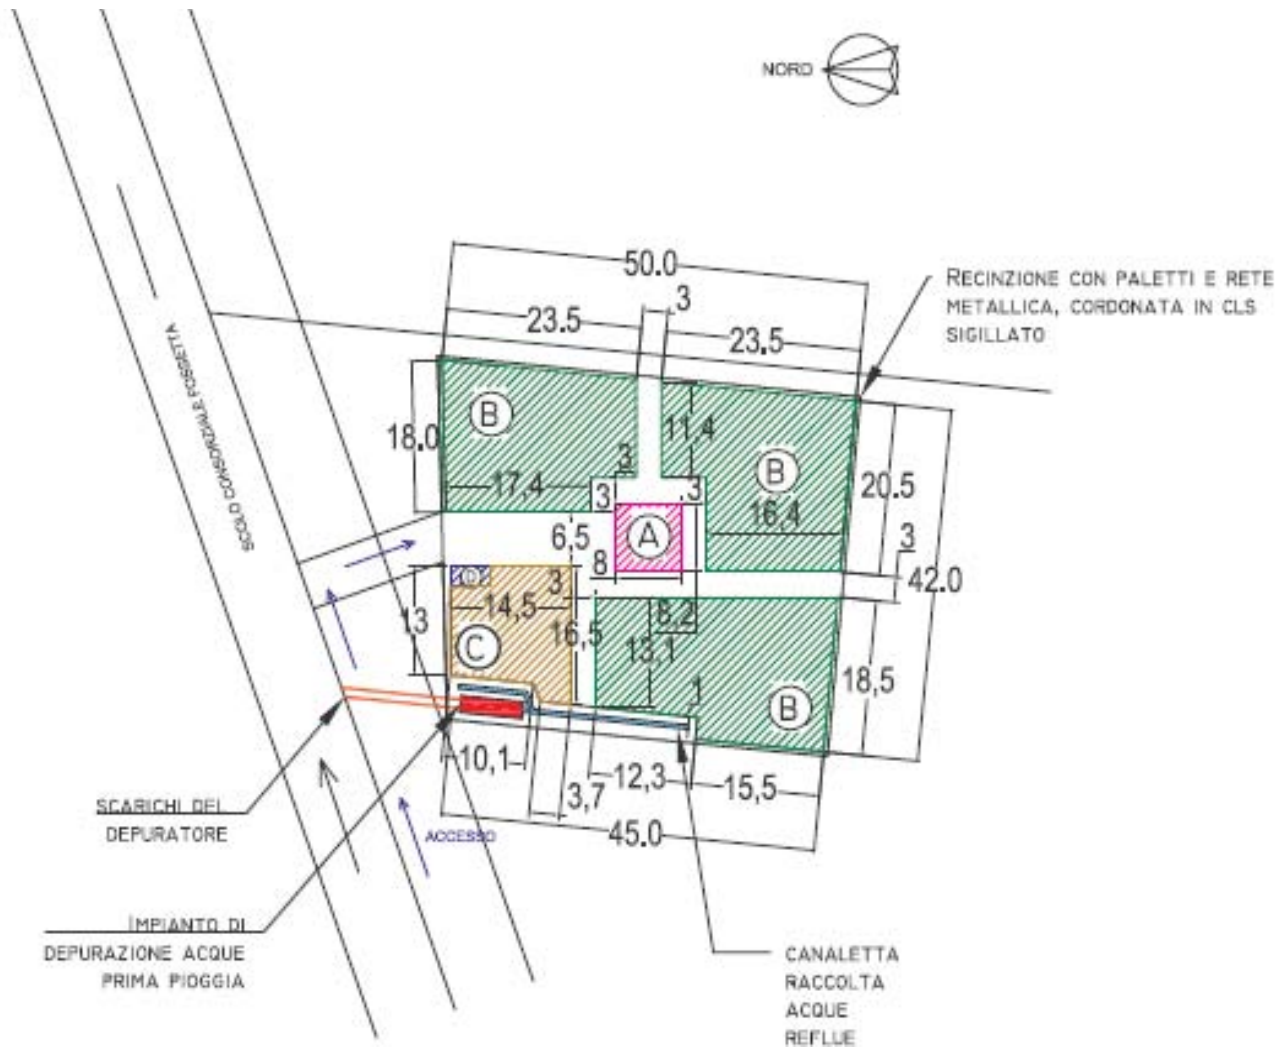 NORD
RECINZIONE CON PALETTI E RETE
METALLICA, CORDONATA IN CLS
SIGILLATO
SCOLO CONSORZIALE FOSSETTA
50.0
3
23.5
23.5
B
18.0
11,4
B
3
17,4
3
3
20.5
16,4
A
6,5
3
8
42.0
D
3
14,5
8,2
13
16,5
13,1
C
1
18,5
B
10,1
12,3
15,5
3,7
45.0
SCARICHI DEL
DEPURATORE
ACCESSO
IMPIANTO DI
DEPURAZIONE ACQUE
PRIMA PIOGGIA
CANALETTA
RACCOLTA
ACQUE
REFLUE